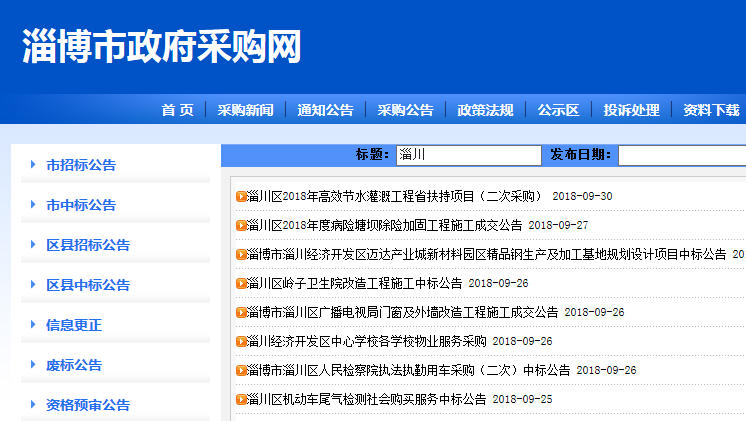 淄博市政府采购网
首 页 采购新闻 通知公告 采购公告 政策法规 公示区 投诉处理 资料下载
标题： 淄川 发布日期：
市招标公告
市中标公告
区县招标公告
区县中标公告
信息更正
废标公告
资格预审公告
淄川区2018年高效节水灌溉工程省扶持项目（二次采购） 2018-09-30
淄川区2018年度病险塘坝除险加固工程施工成交公告 2018-09-27
淄博市淄川经济开发区迈达产业城新材料园区精品钢生产及加工基地规划设计项目中标公告 20
淄川区岭子卫生院改造工程施工中标公告 2018-09-26
淄博市淄川区广播电视局门窗及外墙改造工程施工成交公告 2018-09-26
淄川经济开发区中心学校各学校物业服务采购 2018-09-26
淄博市淄川区人民检察院执法执勤用车采购（二次）中标公告 2018-09-26
淄川区机动车尾气检测社会购买服务中标公告 2018-09-25